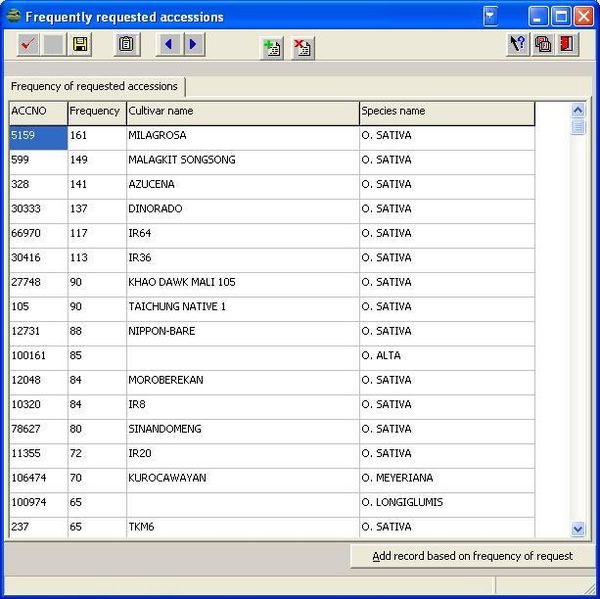 Frequently requested accessions
Frequency of requested accessions
ACCNO Frequency Cultivar name Species name
5159 161 MILAGROSA O. SATIVA
599 149 MALAGKIT SONGSONG O. SATIVA
328 141 AZUCENA O. SATIVA
30333 137 DINORADO O. SATIVA
66970 117 IR64 O. SATIVA
30416 113 IR36 O. SATIVA
27748 90 KHAO DAWK MALI 105 O. SATIVA
105 90 TAICHUNG NATIVE 1 O. SATIVA
12731 88 NIPPON-BARE O. SATIVA
100161 85 O. ALTA
12048 84 MOROBEREKAN O. SATIVA
10320 84 IR8 O. SATIVA
78627 80 SINANDOMENG O. SATIVA
11355 72 IR20 O. SATIVA
106474 70 KUROCAWAYAN O. MEYERIANA
100974 65 O. LONGIGLUMIS
237 65 TKM6 O. SATIVA
Add record based on frequency of request